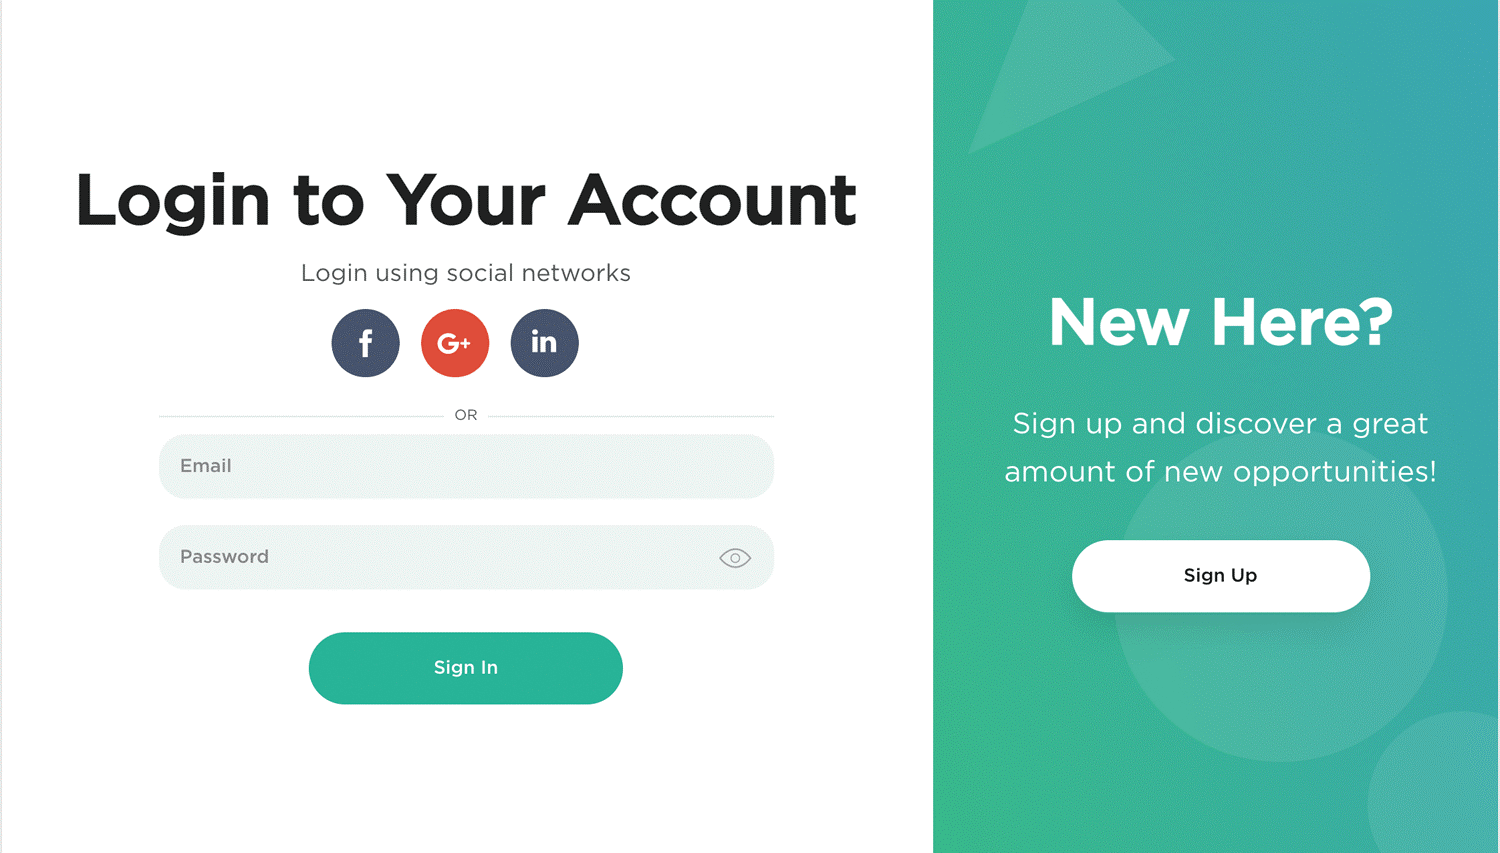 Login to Your Account
Login using social networks
f
G+
in
OR
Email
Password
Sign In
New Here?
Sign up and discover a great
amount of new opportunities!
Sign Up